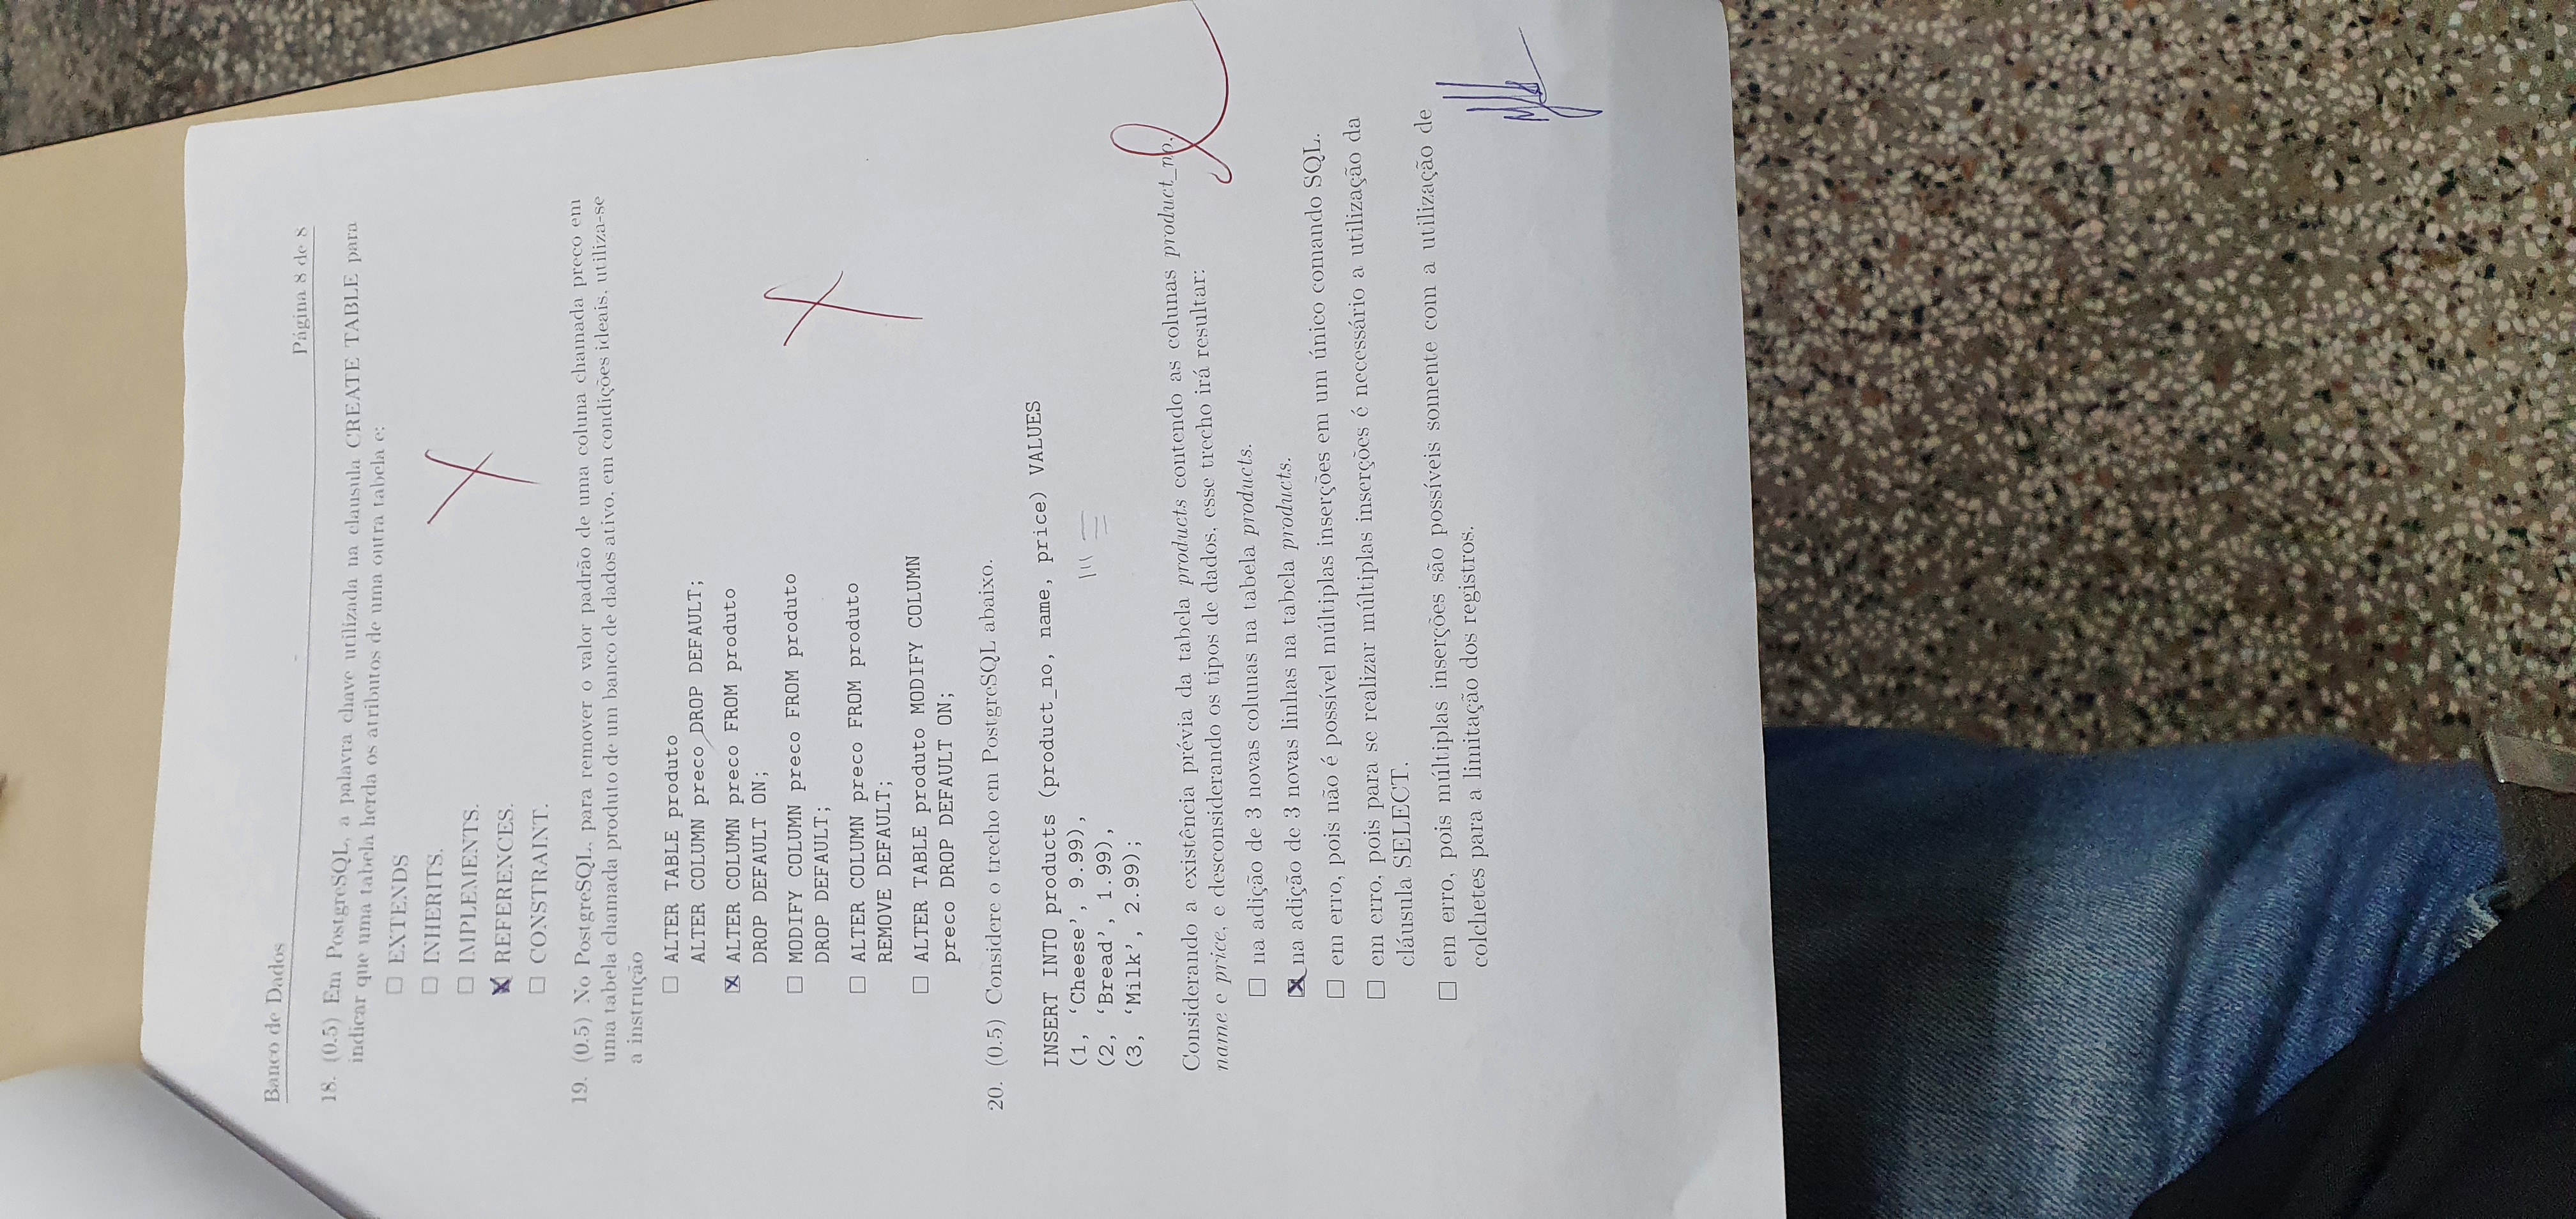 Banco de Dados
Página 8 de 8
18. (0.5) Em PostgreSQL, a palavra chave utilizada na clausula CREATE TABLE para
indicar que uma tabela herda os atributos de uma outra tabela e:
☐ EXTENDS
☐ INHERITS.
☐ IMPLEMENTS.
☒ REFERENCES.
☐ CONSTRAINT.
19. (0.5) No PostgreSQL, para remover o valor padrão de uma coluna chamada preco em
uma tabela chamada produto de um banco de dados ativo, em condições ideais, utiliza-se
a instrução
☐ ALTER TABLE produto
ALTER COLUMN preco DROP DEFAULT;
☒ ALTER COLUMN preco FROM produto
DROP DEFAULT ON;
☐ MODIFY COLUMN preco FROM produto
DROP DEFAULT;
☐ ALTER COLUMN preco FROM produto
REMOVE DEFAULT;
☐ ALTER TABLE produto MODIFY COLUMN
preco DROP DEFAULT ON;
20. (0.5) Considere o trecho em PostgreSQL abaixo.
INSERT INTO products (product_no, name, price) VALUES
(1, ‘Cheese’, 9.99),
(2, ‘Bread’, 1.99),
(3, ‘Milk’, 2.99);
Considerando a existência prévia da tabela products contendo as colunas product_no,
name e price, e desconsiderando os tipos de dados, esse trecho irá resultar:
☐ na adição de 3 novas colunas na tabela products.
☒ na adição de 3 novas linhas na tabela products.
☐ em erro, pois não é possível múltiplas inserções em um único comando SQL.
☐ em erro, pois para se realizar múltiplas inserções é necessário a utilização da
cláusula SELECT.
☐ em erro, pois múltiplas inserções são possíveis somente com a utilização de
colchetes para a limitação dos registros.